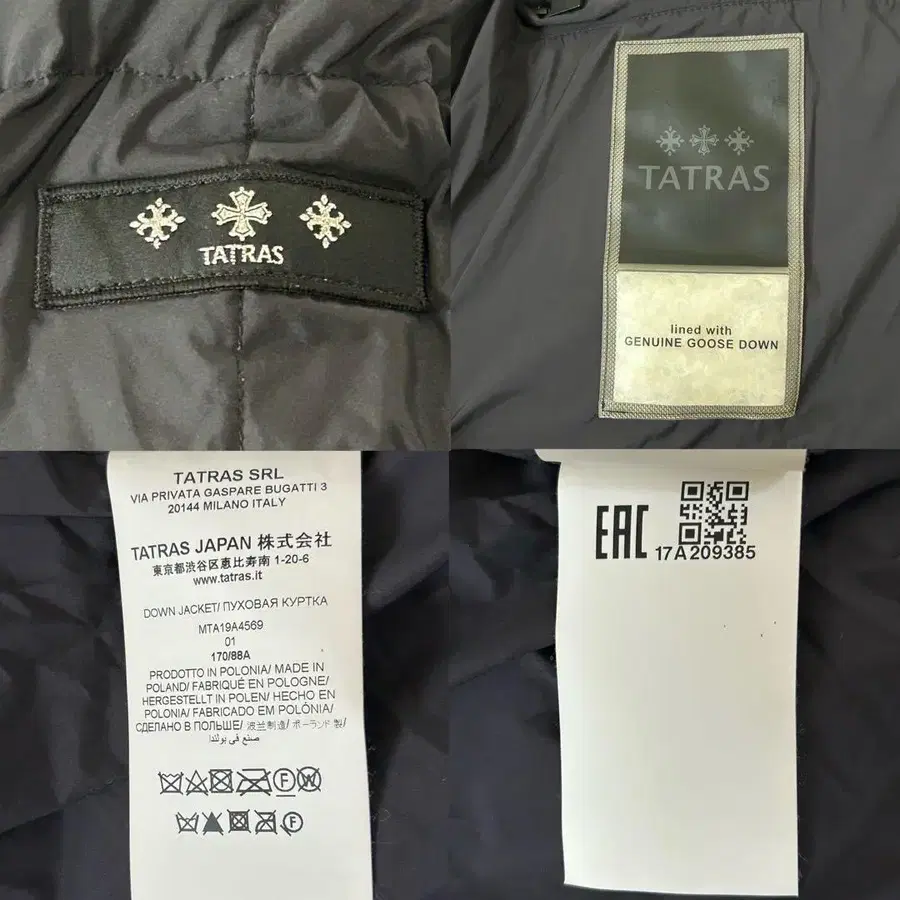 TATRAS
TATRAS
lined with
GENUINE GOOSE DOWN
TATRAS SRL
VIA PRIVATA GASPARE BUGATTI 3
20144 MILANO ITALY
TATRAS JAPAN 株式会社
東京都渋谷区恵比寿南 1-20-6
www.tatras.it
DOWN JACKET/ ПУХОВАЯ КУРТКА
MTA19A4569
01
170/88A
PRODOTTO IN POLONIA/ MADE IN
POLAND/ FABRIQUÉ EN POLOGNE/
HERGESTELLT IN POLEN/ HECHO EN
POLONIA/ FABRICADO EM POLÓNIA/
СДЕЛАНО В ПОЛЬШЕ/ 波兰制造/ ポーランド製/
صنع في بولندا
F W
F
EAC
17A209385